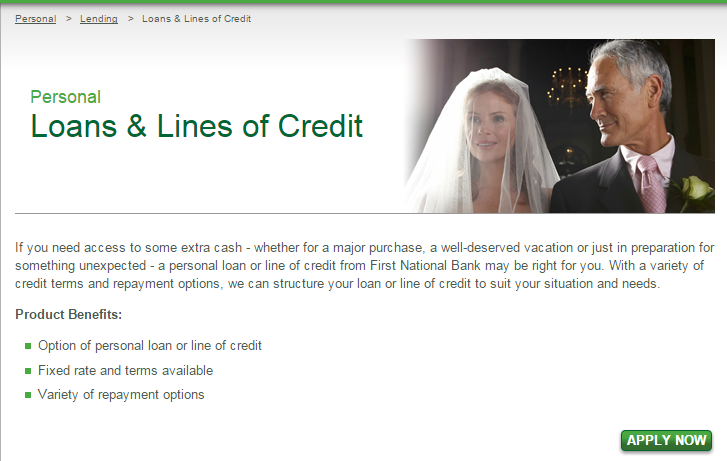 Personal > Lending > Loans & Lines of Credit
Personal
Loans & Lines of Credit
If you need access to some extra cash - whether for a major purchase, a well-deserved vacation or just in preparation for
something unexpected - a personal loan or line of credit from First National Bank may be right for you. With a variety of
credit terms and repayment options, we can structure your loan or line of credit to suit your situation and needs.
Product Benefits:
Option of personal loan or line of credit
Fixed rate and terms available
Variety of repayment options
APPLY NOW